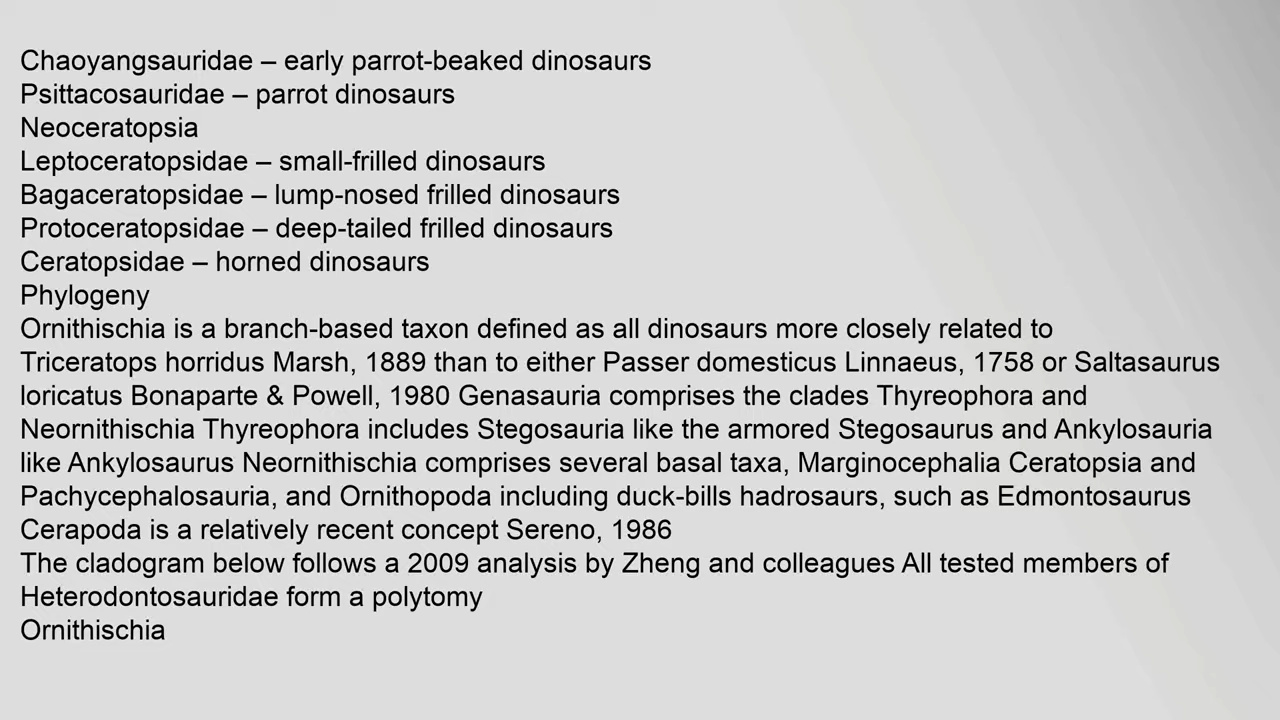 Chaoyangsauridae – early parrot-beaked dinosaurs
Psittacosauridae – parrot dinosaurs
Neoceratopsia
Leptoceratopsidae – small-frilled dinosaurs
Bagaceratopsidae – lump-nosed frilled dinosaurs
Protoceratopsidae – deep-tailed frilled dinosaurs
Ceratopsidae – horned dinosaurs
Phylogeny
Ornithischia is a branch-based taxon defined as all dinosaurs more closely related to
Triceratops horridus Marsh, 1889 than to either Passer domesticus Linnaeus, 1758 or Saltasaurus
loricatus Bonaparte & Powell, 1980 Genasauria comprises the clades Thyreophora and
Neornithischia Thyreophora includes Stegosauria like the armored Stegosaurus and Ankylosauria
like Ankylosaurus Neornithischia comprises several basal taxa, Marginocephalia Ceratopsia and
Pachycephalosauria, and Ornithopoda including duck-bills hadrosaurs, such as Edmontosaurus
Cerapoda is a relatively recent concept Sereno, 1986
The cladogram below follows a 2009 analysis by Zheng and colleagues All tested members of
Heterodontosauridae form a polytomy
Ornithischia